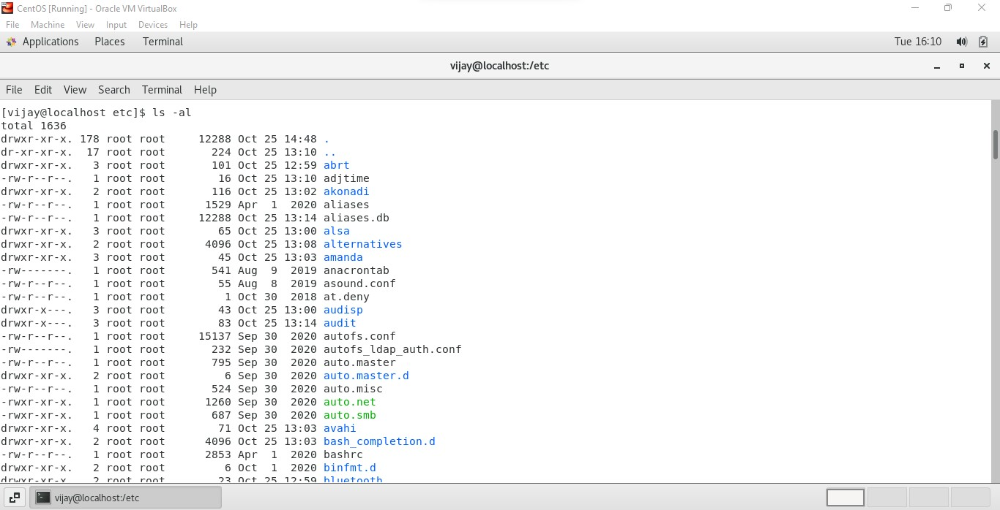 CentOS [Running] - Oracle VM VirtualBox
File Machine View Input Devices Help
Applications Places Terminal Tue 16:10
vijay@localhost:/etc
File Edit View Search Terminal Help
[vijay@localhost etc]$ ls -al
total 1636
drwxr-xr-x. 178 root root     12288 Oct 25 14:48 .
dr-xr-xr-x.  17 root root       224 Oct 25 13:10 ..
drwxr-xr-x.   3 root root       101 Oct 25 12:59 abrt
-rw-r--r--.   1 root root        16 Oct 25 13:10 adjtime
drwxr-xr-x.   2 root root       116 Oct 25 13:02 akonadi
-rw-r--r--.   1 root root      1529 Apr  1  2020 aliases
-rw-r--r--.   1 root root     12288 Oct 25 13:14 aliases.db
drwxr-xr-x.   3 root root        65 Oct 25 13:00 alsa
drwxr-xr-x.   2 root root      4096 Oct 25 13:08 alternatives
drwxr-xr-x.   3 root root        45 Oct 25 13:03 amanda
-rw-------.   1 root root       541 Aug  9  2019 anacrontab
-rw-r--r--.   1 root root        55 Aug  8  2019 asound.conf
-rw-r--r--.   1 root root         1 Oct 30  2018 at.deny
drwxr-x---.   3 root root        43 Oct 25 13:00 audisp
drwxr-x---.   3 root root        83 Oct 25 13:14 audit
-rw-r--r--.   1 root root     15137 Sep 30  2020 autofs.conf
-rw-------.   1 root root       232 Sep 30  2020 autofs_ldap_auth.conf
-rw-r--r--.   1 root root       795 Sep 30  2020 auto.master
drwxr-xr-x.   2 root root         6 Sep 30  2020 auto.master.d
-rw-r--r--.   1 root root       524 Sep 30  2020 auto.misc
-rwxr-xr-x.   1 root root      1260 Sep 30  2020 auto.net
-rwxr-xr-x.   1 root root       687 Sep 30  2020 auto.smb
drwxr-xr-x.   4 root root        71 Oct 25 13:03 avahi
drwxr-xr-x.   2 root root      4096 Oct 25 13:03 bash_completion.d
-rw-r--r--.   1 root root      2853 Apr  1  2020 bashrc
drwxr-xr-x.   2 root root         6 Oct  1  2020 binfmt.d
drwxr-xr-x.   2 root root        23 Oct 25 12:59 bluetooth
vijay@localhost:/etc